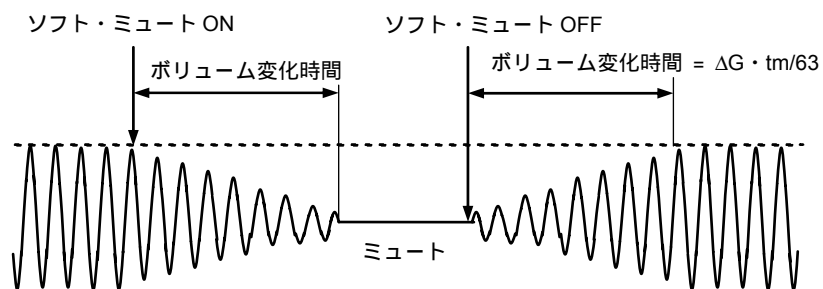 ソフト・ミュート ON
ソフト・ミュート OFF
ボリューム変化時間
ボリューム変化時間 = ΔG・tm/63
ミュート